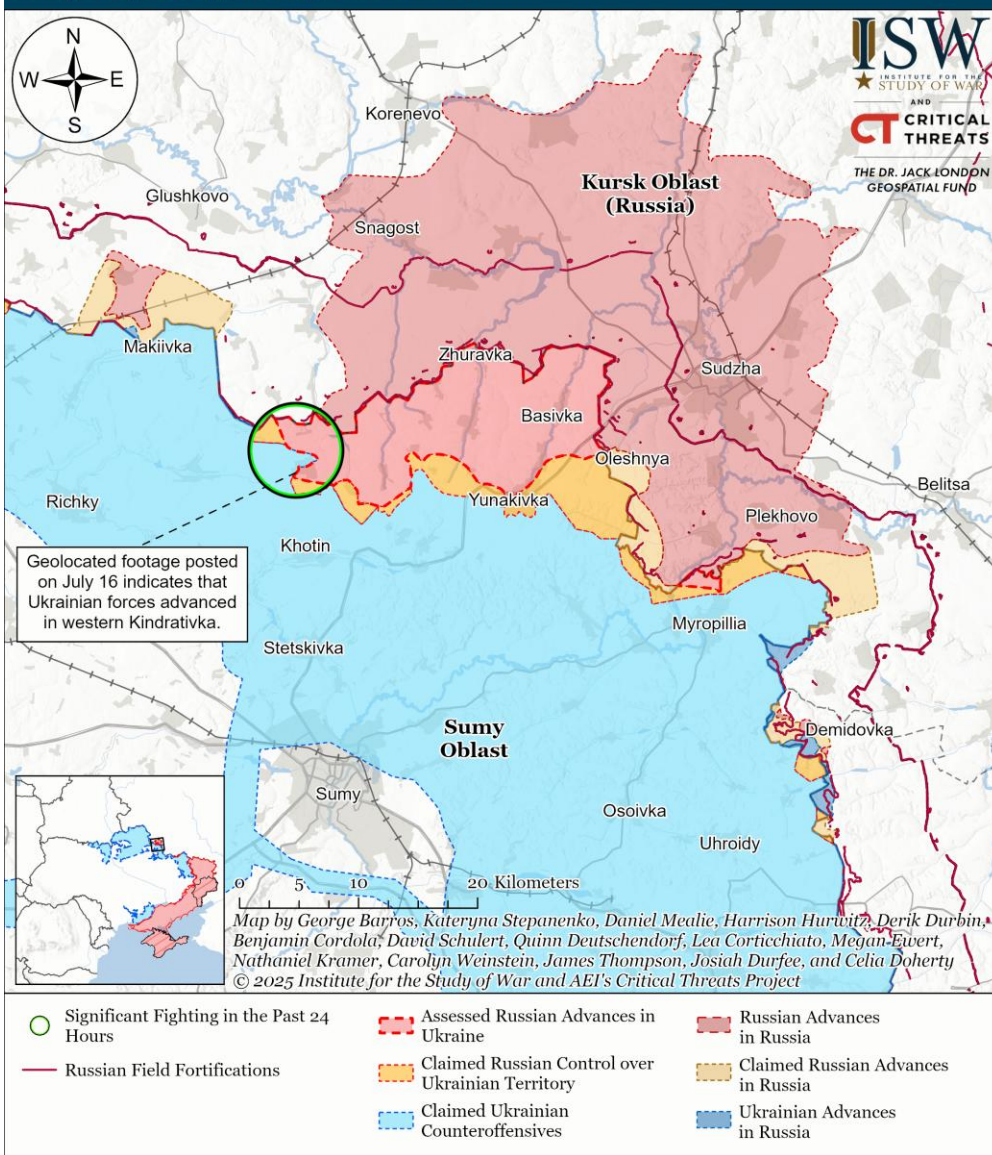 N
W
E
S
ISW
INSTITUTE FOR THE
STUDY OF WAR
AND
CT CRITICAL
THREATS
THE DR. JACK LONDON
GEOSPATIAL FUND
Korenevo
Kursk Oblast
(Russia)
Glushkovo
Snagost
Makiivka
Zhuravka
Sudzha
Basivka
Oleshnya
Belitsa
Richky
Yunakivka
Plekhovo
Khotin
Geolocated footage posted
on July 16 indicates that
Ukrainian forces advanced
in western Kindrativka.
Myropillia
Stetskivka
Sumy
Oblast
Demidovka
Sumy
Osoivka
Uhroidy
0 5 10 20 Kilometers
Map by George Barros, Kateryna Stepanenko, Daniel Mealie, Harrison Hurwitz, Derik Durbin,
Benjamin Cordola, David Schulert, Quinn Deutschendorf, Lea Corticchiato, Megan Ewert,
Nathaniel Kramer, Carolyn Weinstein, James Thompson, Josiah Durfee, and Celia Doherty
© 2025 Institute for the Study of War and AEI's Critical Threats Project
Significant Fighting in the Past 24
Hours
Russian Field Fortifications
Assessed Russian Advances in
Ukraine
Claimed Russian Control over
Ukrainian Territory
Claimed Ukrainian
Counteroffensives
Russian Advances
in Russia
Claimed Russian Advances
in Russia
Ukrainian Advances
in Russia